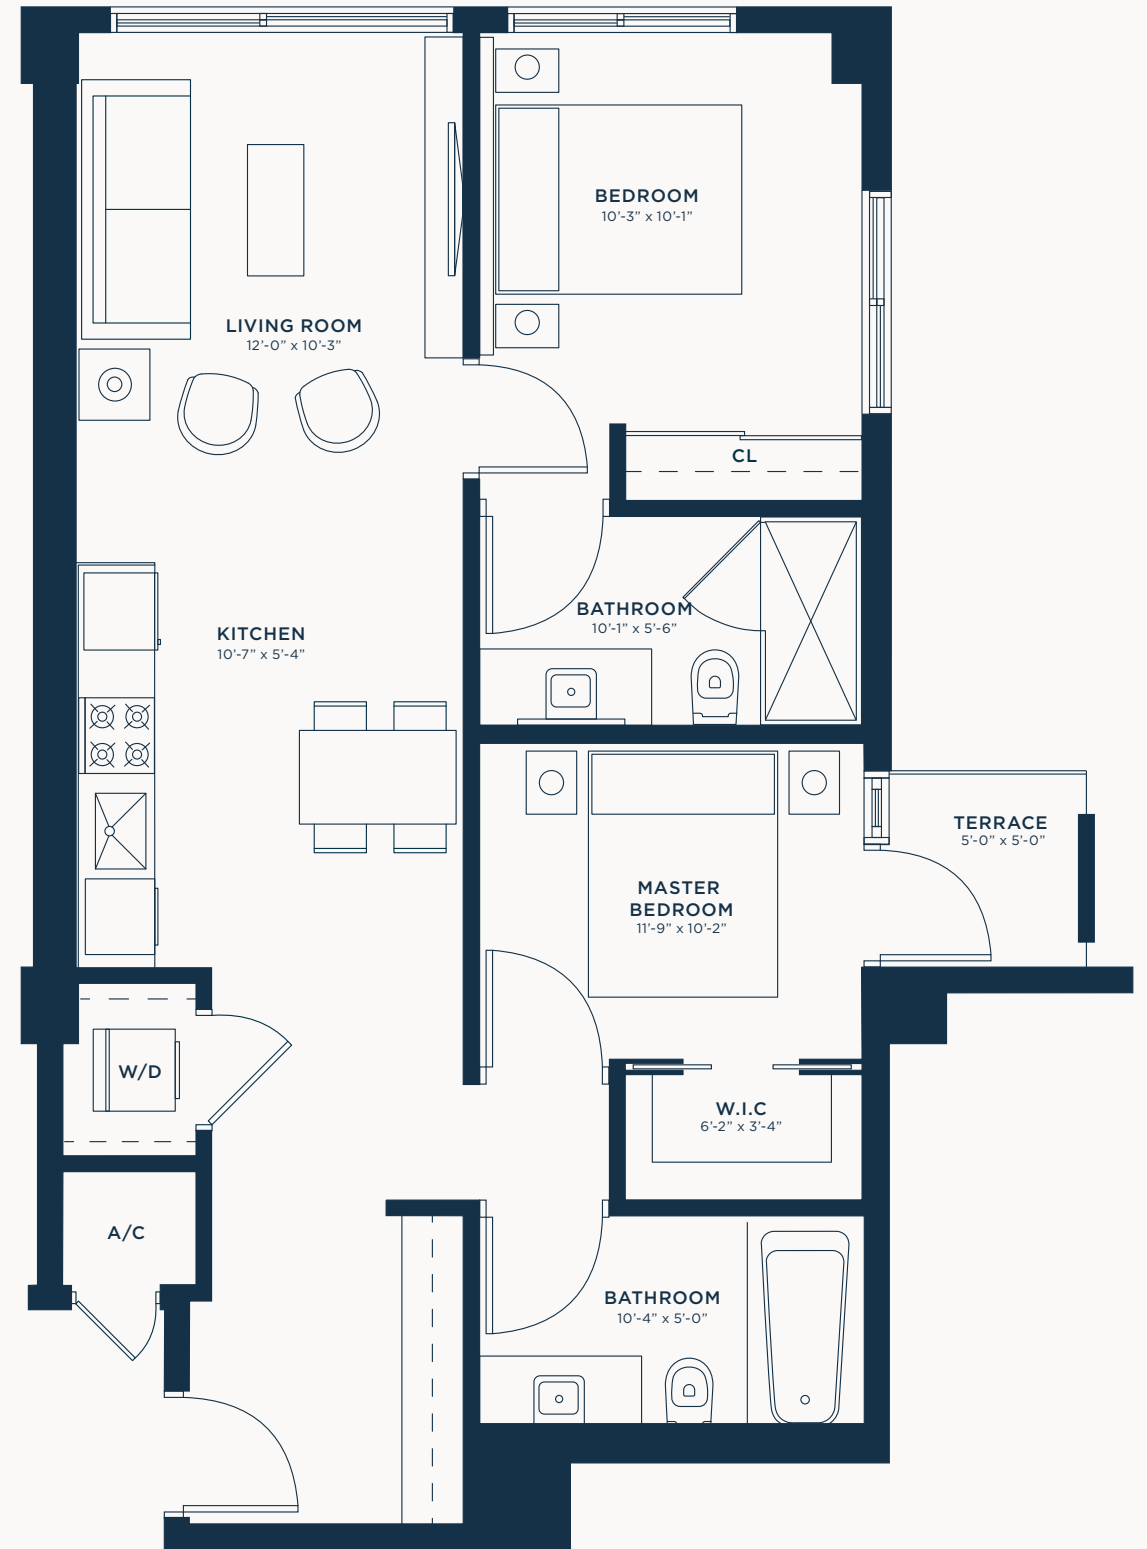 BEDROOM
10'-3" x 10'-1"
LIVING ROOM
12'-0" x 10'-3"
CL
BATHROOM
10'-1" x 5'-6"
KITCHEN
10'-7" x 5'-4"
TERRACE
5'-0" x 5'-0"
MASTER
BEDROOM
11'-9" x 10'-2"
W/D
W.I.C
6'-2" x 3'-4"
A/C
BATHROOM
10'-4" x 5'-0"